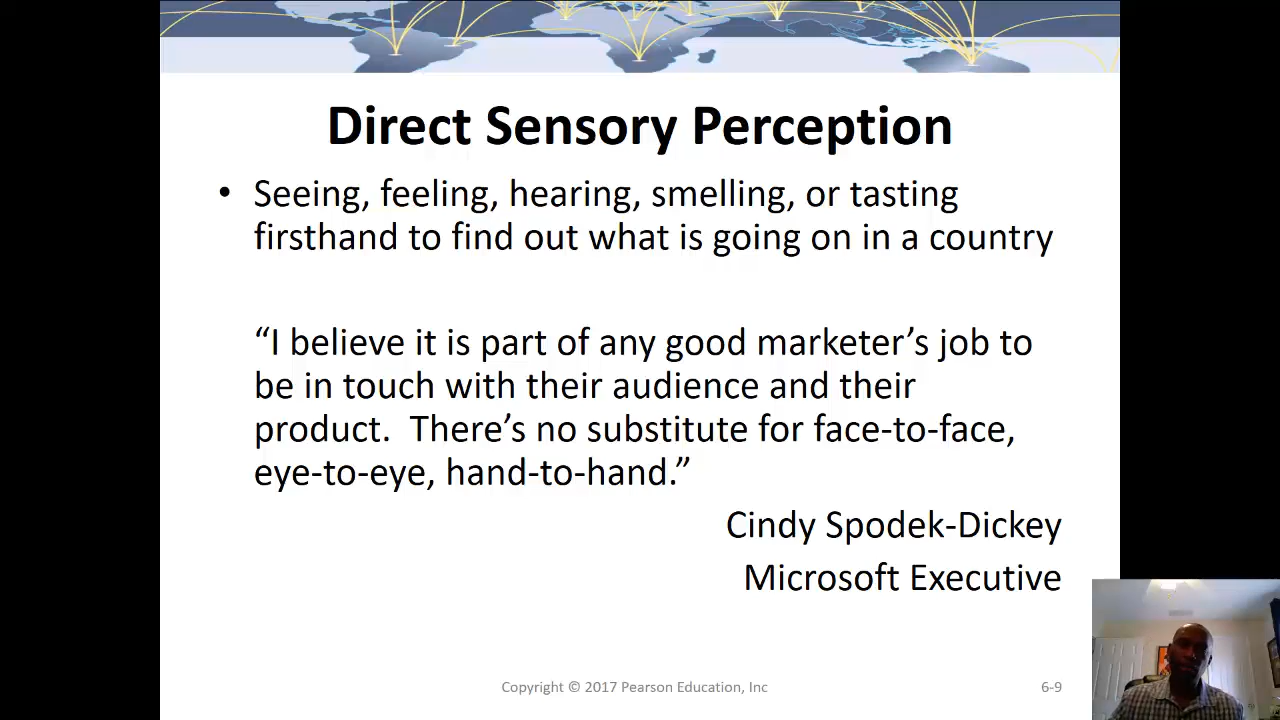 Direct Sensory Perception
• Seeing, feeling, hearing, smelling, or tasting
firsthand to find out what is going on in a country
“I believe it is part of any good marketer’s job to
be in touch with their audience and their
product.  There’s no substitute for face-to-face,
eye-to-eye, hand-to-hand.”
Cindy Spodek-Dickey
Microsoft Executive
Copyright © 2017 Pearson Education, Inc
6-9